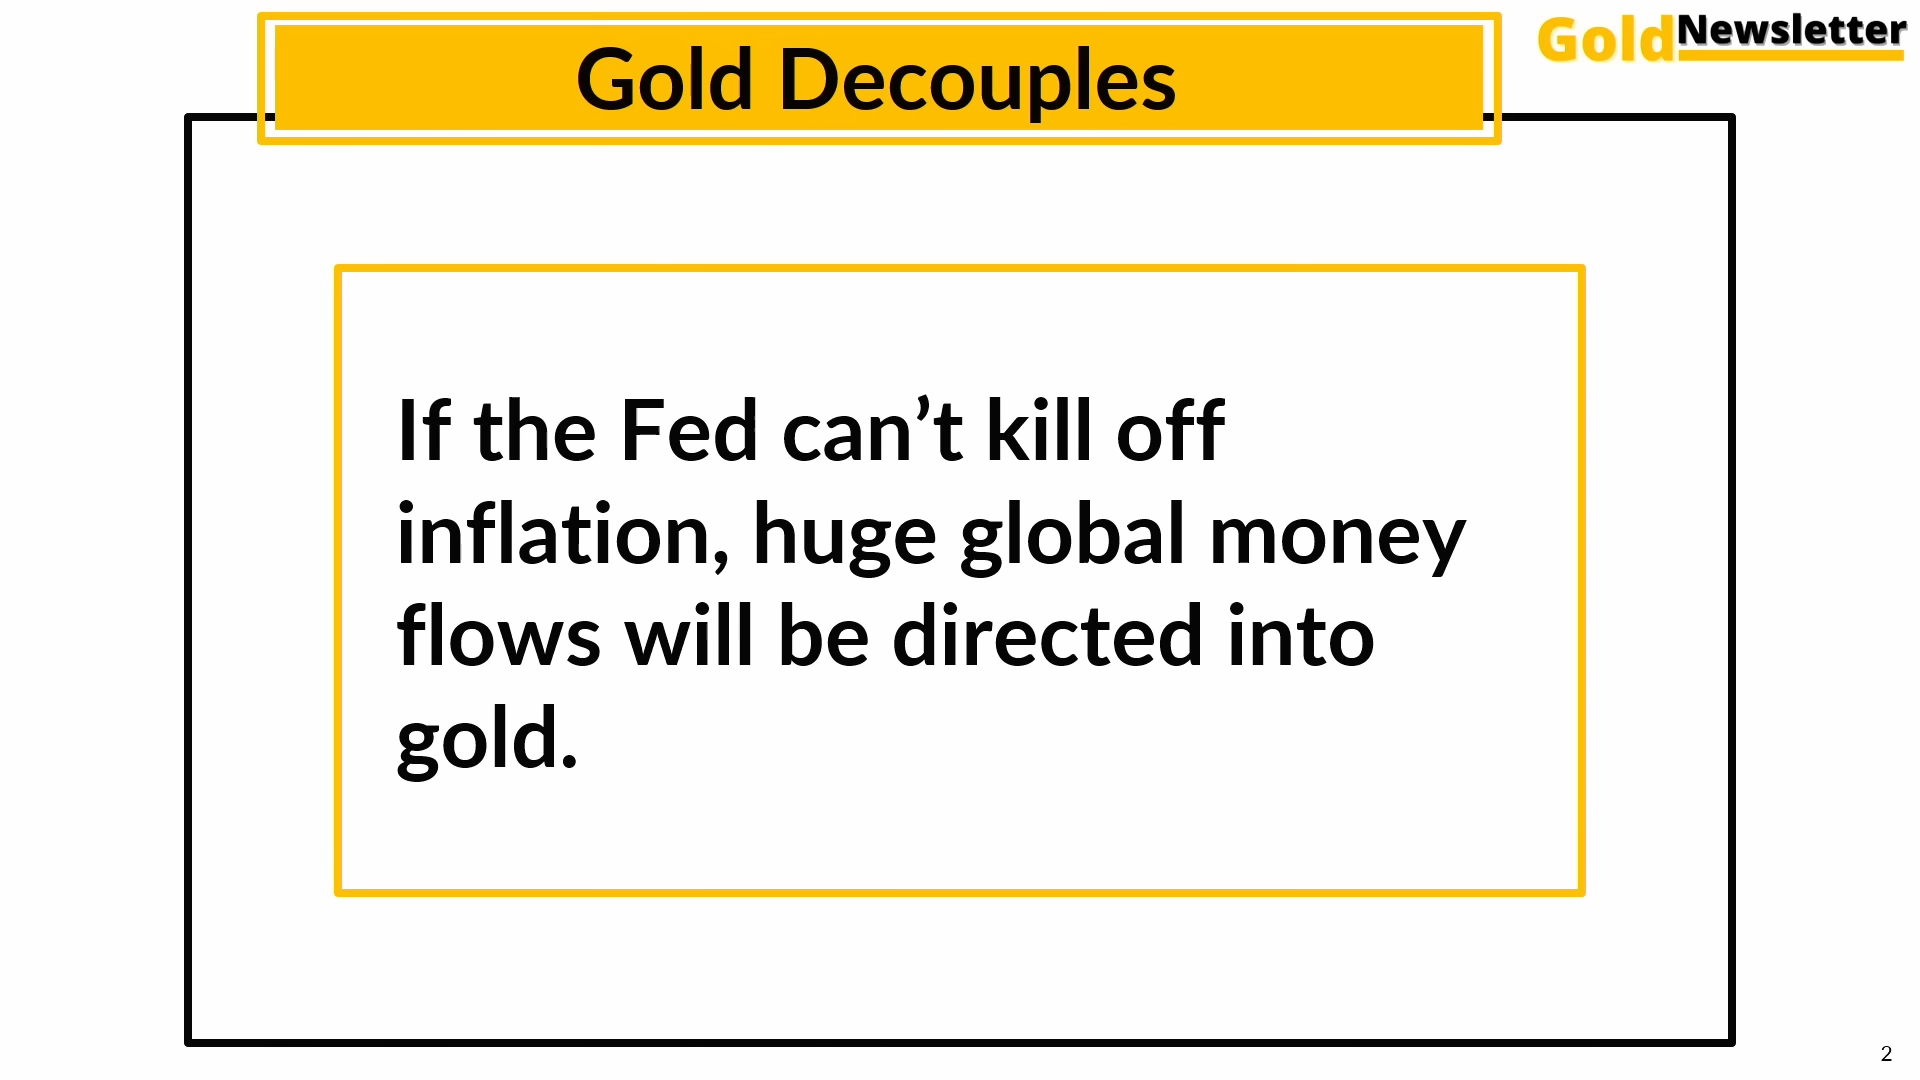 Gold Decouples
GoldNewsletter
If the Fed can’t kill off
inflation, huge global money
flows will be directed into
gold.
2